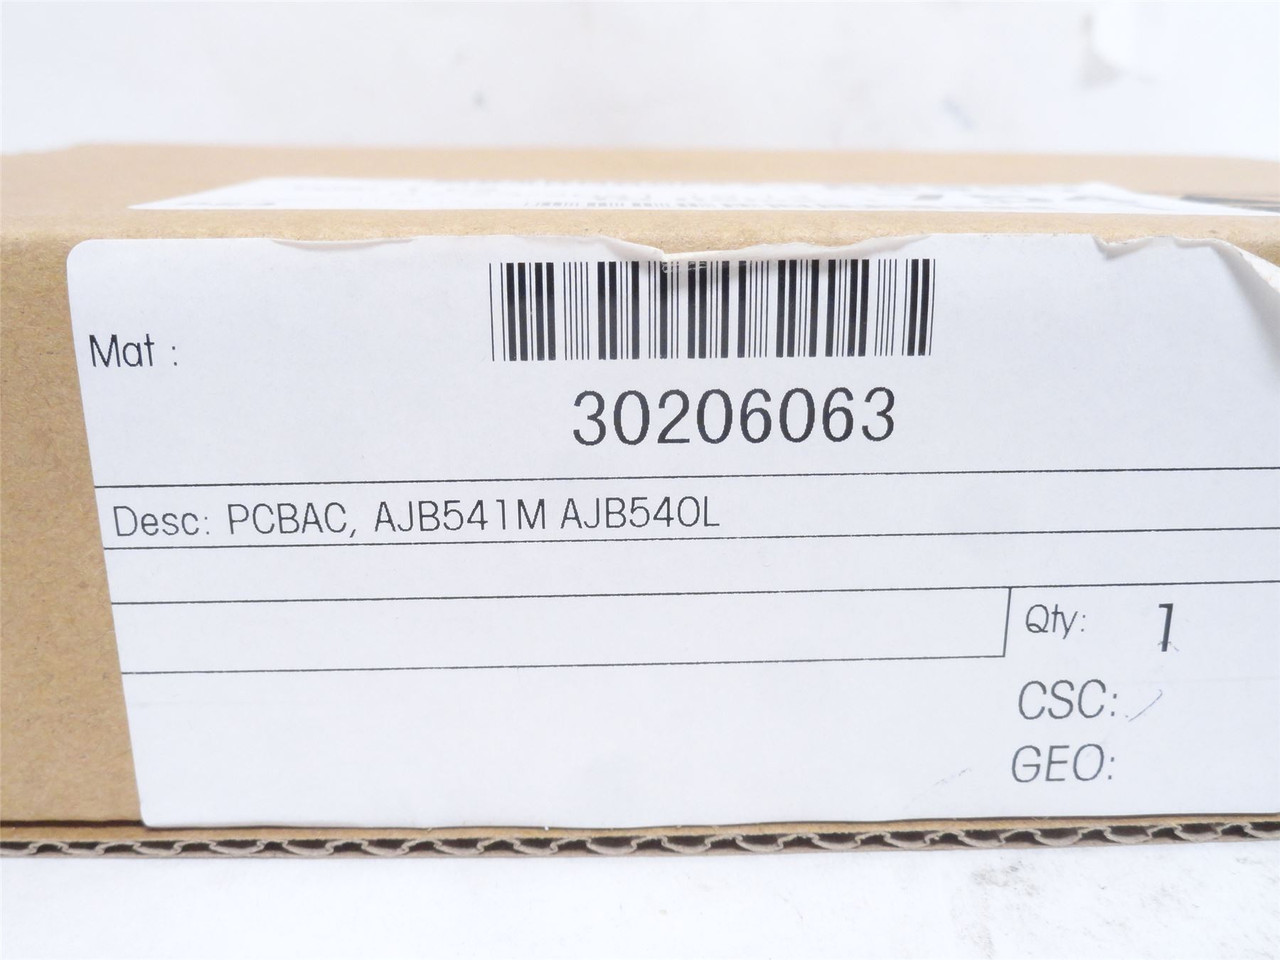 Mat :
30206063
Desc: PCBAC, AJB541M AJB540L
Qty: 1
CSC:
GEO: